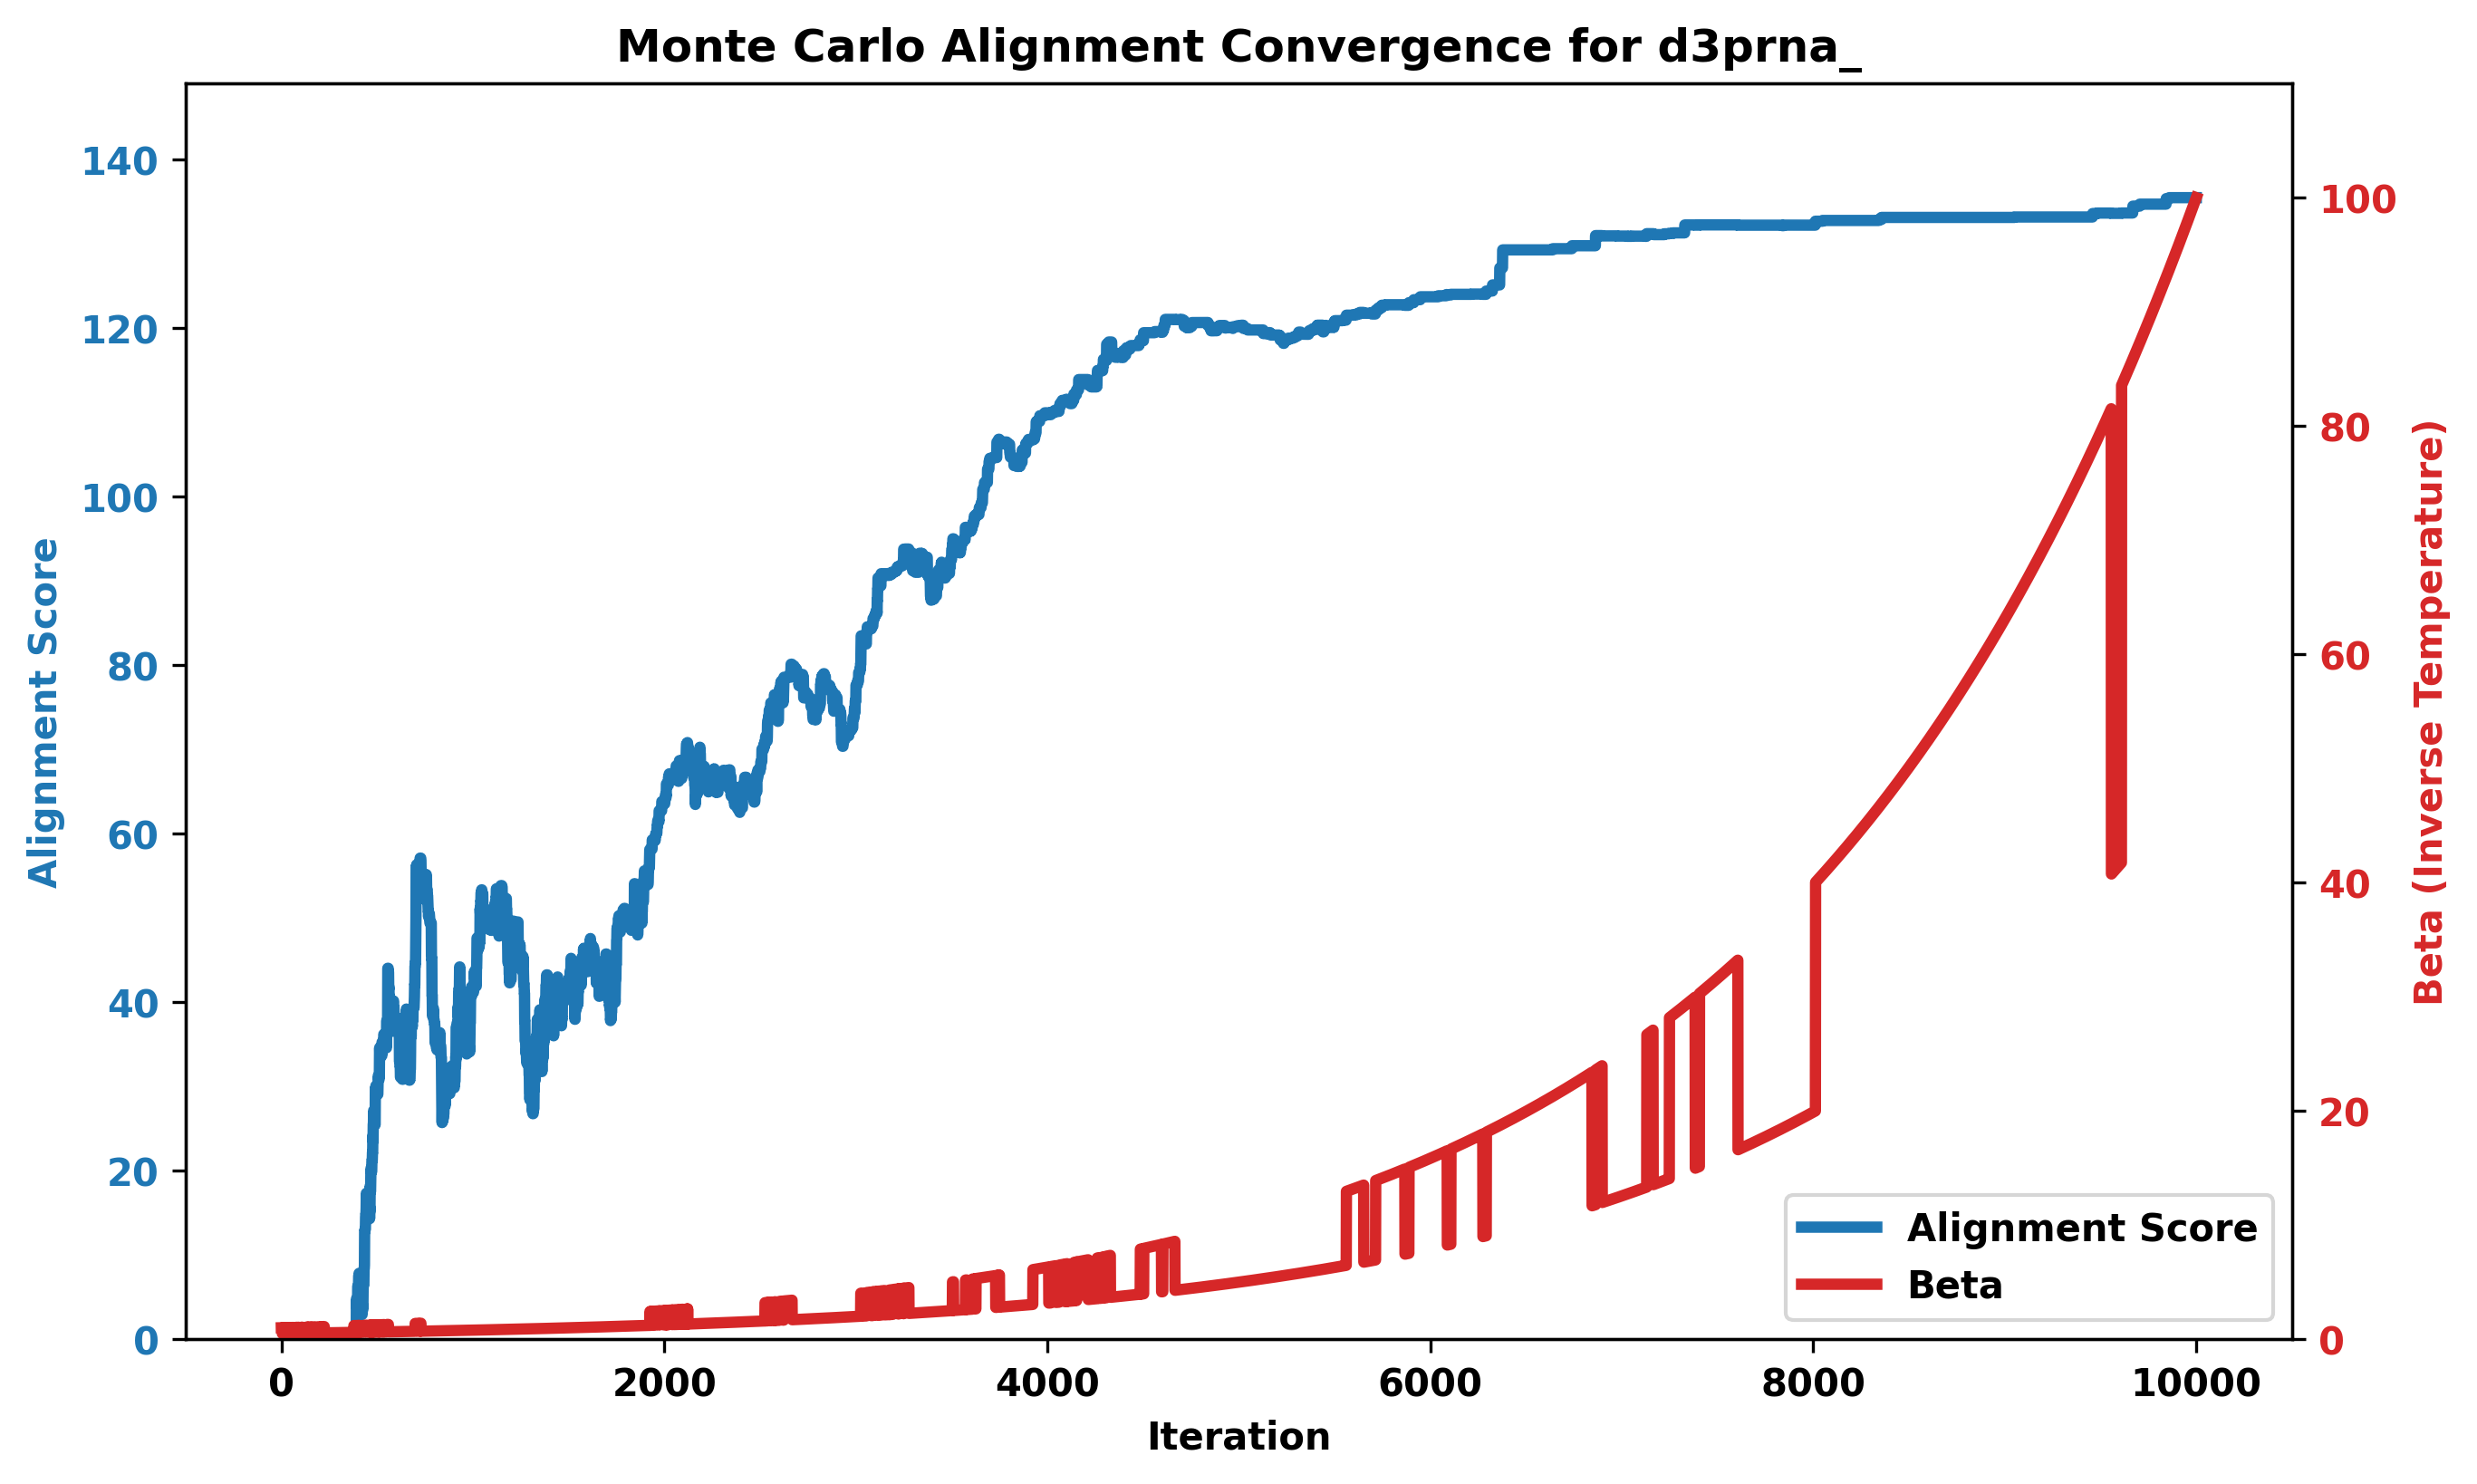 Monte Carlo Alignment Convergence for d3prna_
140
120
100
80
60
40
20
0
Alignment Score
100
80
60
40
20
0
Beta (Inverse Temperature)
Alignment Score
Beta
0 2000 4000 6000 8000 10000
Iteration